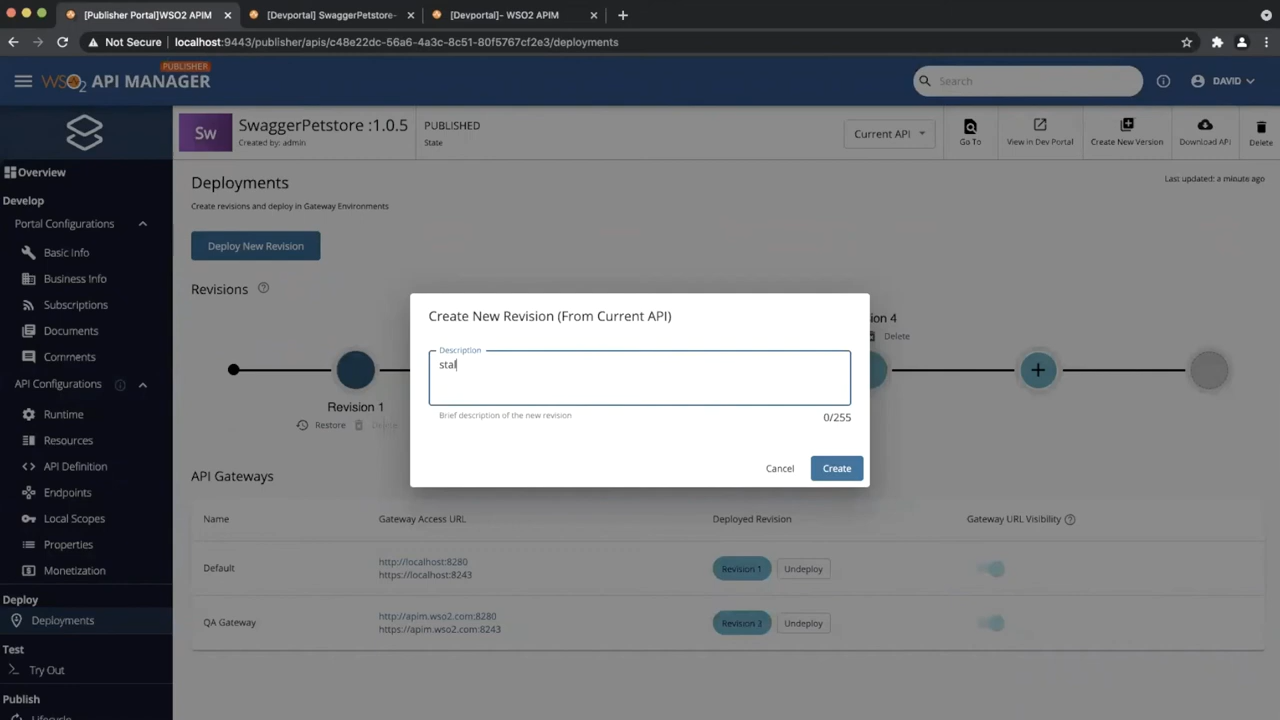 [Publisher Portal]WSO2 APIM
[Devportal] SwaggerPetstore-
[Devportal]- WSO2 APIM
Not Secure
localhost:9443/publisher/apis/c48e22dc-56a6-4a3c-8c51-80f5767cf2e3/deployments
WSO2 API MANAGER
PUBLISHER
Search
DAVID
Sw
SwaggerPetstore :1.0.5
Created by: admin
PUBLISHED
State
Current API
Go To
View in Dev Portal
Create New Version
Download API
Delete
Overview
Develop
Portal Configurations
Basic Info
Business Info
Subscriptions
Documents
Comments
API Configurations
Runtime
Resources
API Definition
Endpoints
Local Scopes
Properties
Monetization
Deploy
Deployments
Test
Try Out
Publish
Lifecycle
Deployments
Last updated: a minute ago
Create revisions and deploy in Gateway Environments
Deploy New Revision
Revisions
Revision 1
Restore
Delete
Create New Revision (From Current API)
Description
stal
Brief description of the new revision
0/255
Cancel
Create
on 4
Delete
API Gateways
Name
Gateway Access URL
Deployed Revision
Gateway URL Visibility
Default
http://localhost:8280
https://localhost:8243
Revision 1
Undeploy
QA Gateway
http://apim.wso2.com:8280
https://apim.wso2.com:8243
Revision 3
Undeploy